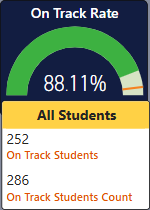 On Track Rate
88.11%
All Students
252
On Track Students
286
On Track Students Count